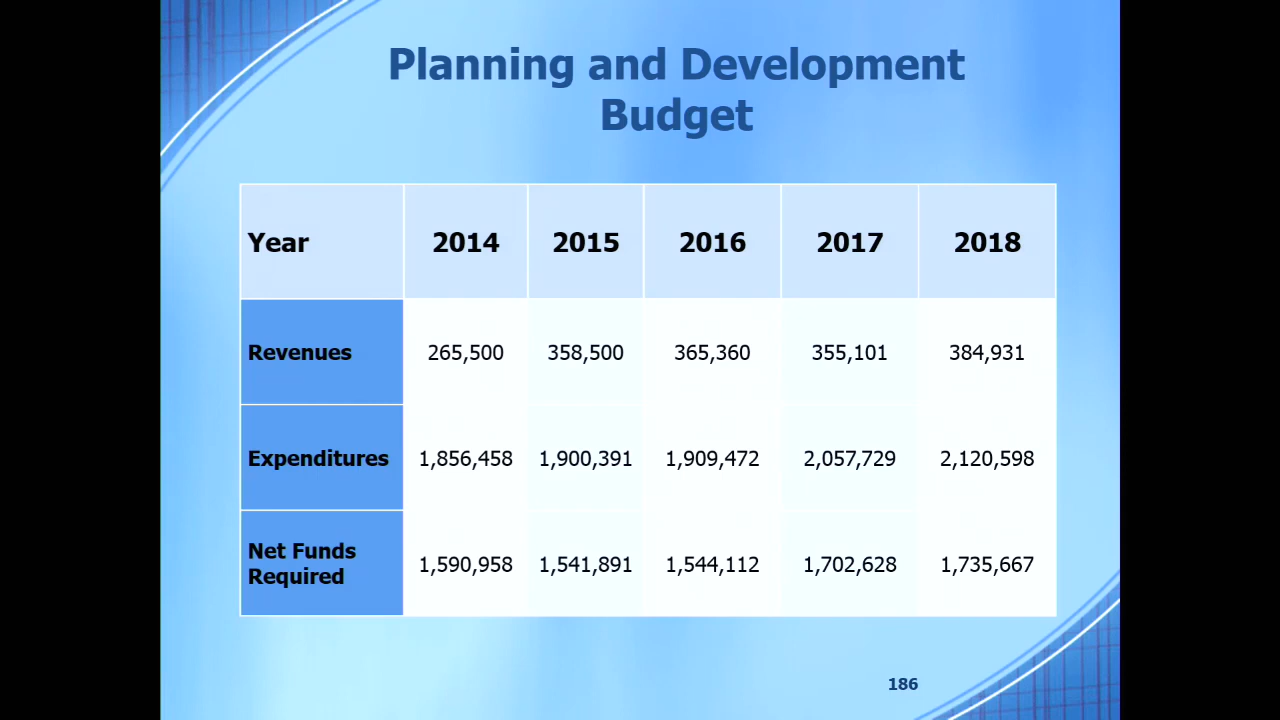 Planning and Development
Budget
Year 2014 2015 2016 2017 2018
Revenues 265,500 358,500 365,360 355,101 384,931
Expenditures 1,856,458 1,900,391 1,909,472 2,057,729 2,120,598
Net Funds
Required 1,590,958 1,541,891 1,544,112 1,702,628 1,735,667
186